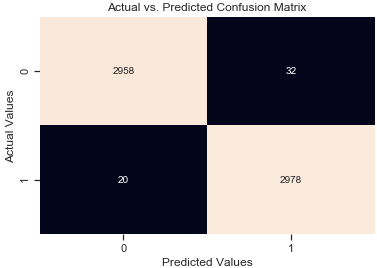 Actual vs. Predicted Confusion Matrix
Actual Values
0
2958
32
1
20
2978
0
1
Predicted Values